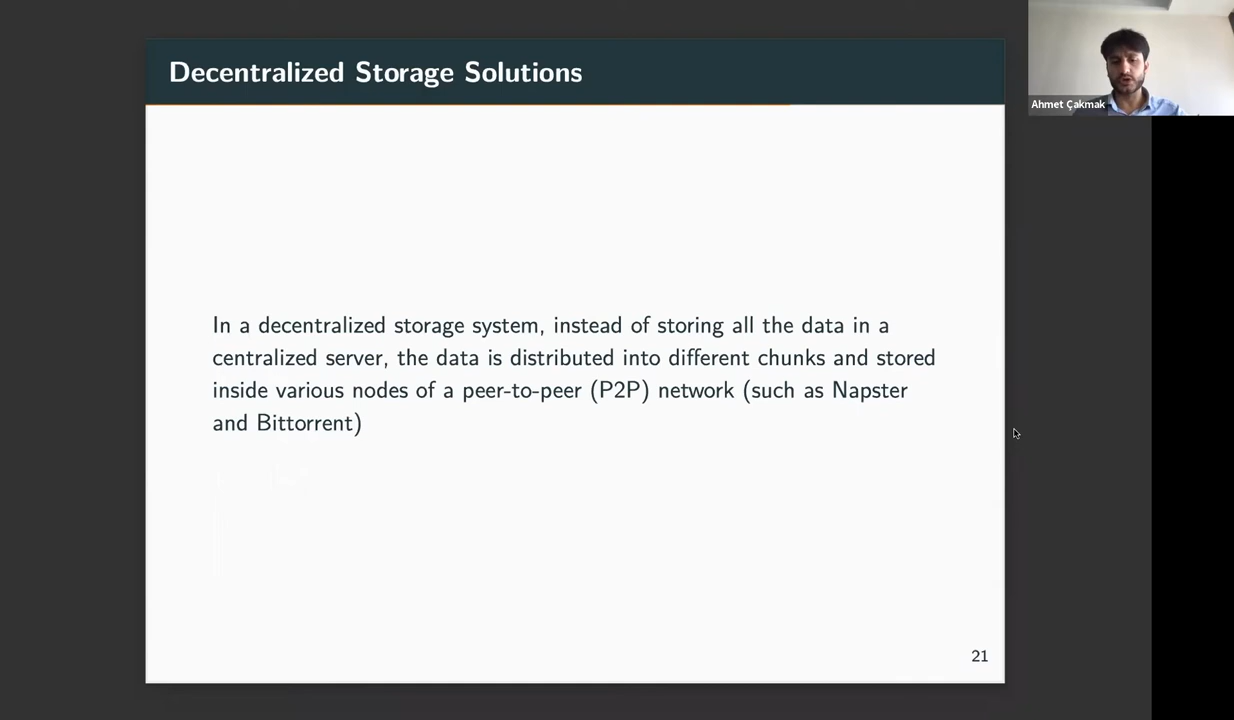 Decentralized Storage Solutions
Ahmet Çakmak
In a decentralized storage system, instead of storing all the data in a
centralized server, the data is distributed into different chunks and stored
inside various nodes of a peer-to-peer (P2P) network (such as Napster
and Bittorrent)
21